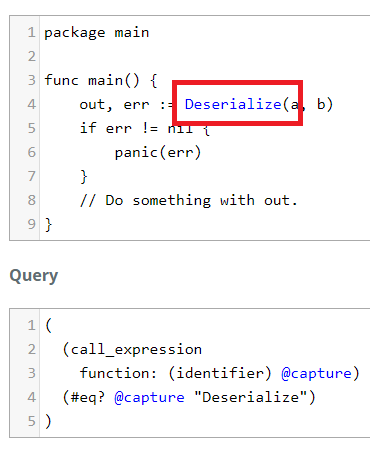 1 package main
2
3 func main() {
4     out, err := Deserialize(a, b)
5     if err != nil {
6         panic(err)
7     }
8     // Do something with out.
9 }
Query
1 (
2   (call_expression
3     function: (identifier) @capture)
4   (#eq? @capture "Deserialize")
5 )